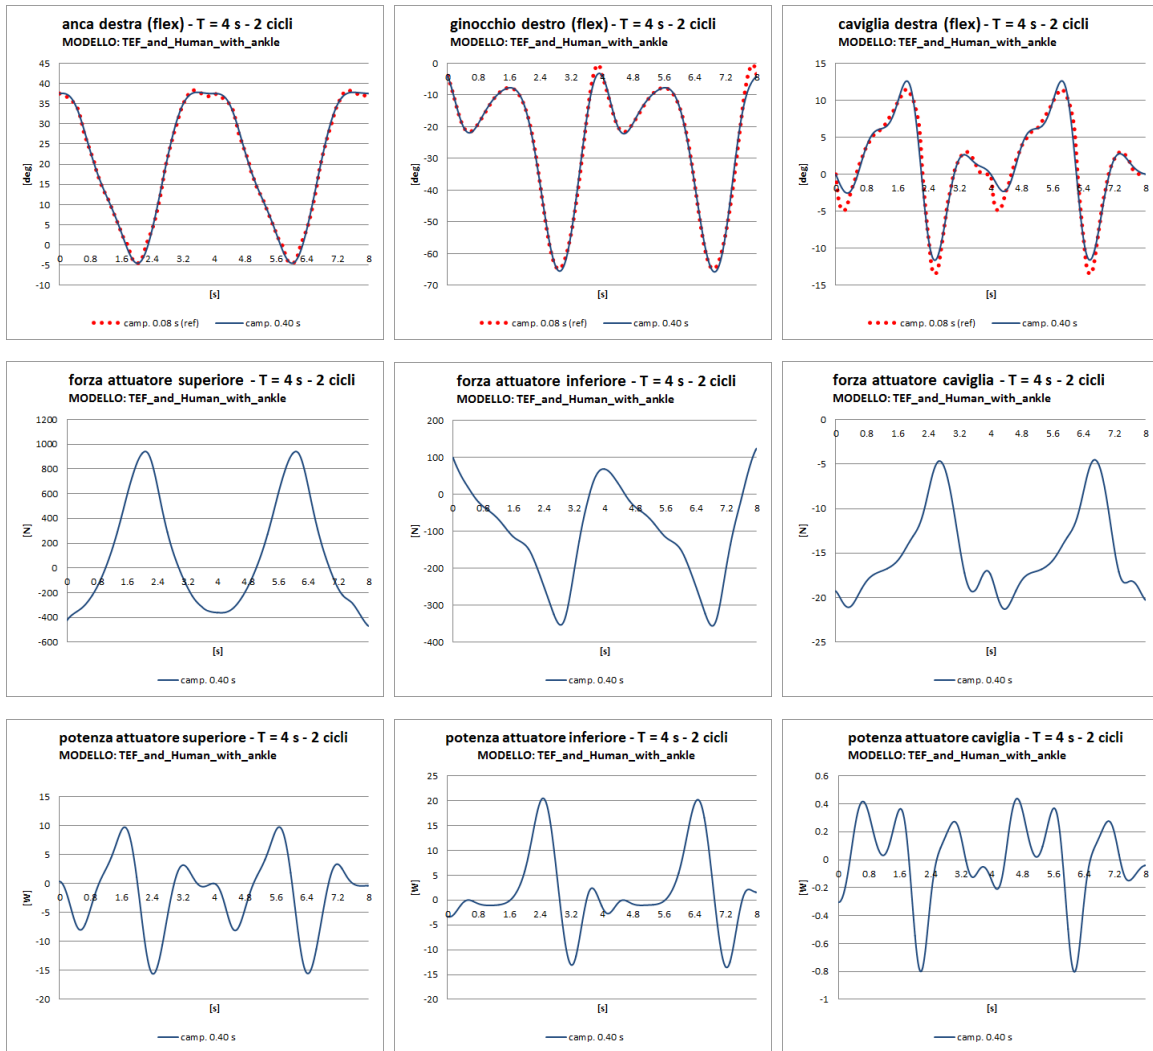 anca destra (flex) - T = 4 s - 2 cicli
MODELLO: TEF_and_Human_with_ankle
45
40
35
30
25
20
15
10
5
0
-5
-10
[deg]
0 0.8 1.6 2.4 3.2 4 4.8 5.6 6.4 7.2 8
[s]
camp. 0.08 s (ref) camp. 0.40 s
ginocchio destro (flex) - T = 4 s - 2 cicli
MODELLO: TEF_and_Human_with_ankle
0
-10
-20
-30
-40
-50
-60
-70
[deg]
0 0.8 1.6 2.4 3.2 4 4.8 5.6 6.4 7.2 8
[s]
camp. 0.08 s (ref) camp. 0.40 s
caviglia destra (flex) - T = 4 s - 2 cicli
MODELLO: TEF_and_Human_with_ankle
15
10
5
0
-5
-10
-15
[deg]
0 0.8 1.6 2.4 3.2 4 4.8 5.6 6.4 7.2 8
[s]
camp. 0.08 s (ref) camp. 0.40 s
forza attuatore superiore - T = 4 s - 2 cicli
MODELLO: TEF_and_Human_with_ankle
1200
1000
800
600
400
200
0
-200
-400
-600
[N]
0 0.8 1.6 2.4 3.2 4 4.8 5.6 6.4 7.2 8
[s]
camp. 0.40 s
forza attuatore inferiore - T = 4 s - 2 cicli
MODELLO: TEF_and_Human_with_ankle
200
100
0
-100
-200
-300
-400
[N]
0 0.8 1.6 2.4 3.2 4 4.8 5.6 6.4 7.2 8
[s]
camp. 0.40 s
forza attuatore caviglia - T = 4 s - 2 cicli
MODELLO: TEF_and_Human_with_ankle
0
-5
-10
-15
-20
-25
[N]
0 0.8 1.6 2.4 3.2 4 4.8 5.6 6.4 7.2 8
[s]
camp. 0.40 s
potenza attuatore superiore - T = 4 s - 2 cicli
MODELLO: TEF_and_Human_with_ankle
15
10
5
0
-5
-10
-15
-20
[W]
0 0.8 1.6 2.4 3.2 4 4.8 5.6 6.4 7.2 8
[s]
camp. 0.40 s
potenza attuatore inferiore - T = 4 s - 2 cicli
MODELLO: TEF_and_Human_with_ankle
25
20
15
10
5
0
-5
-10
-15
-20
[W]
0 0.8 1.6 2.4 3.2 4 4.8 5.6 6.4 7.2 8
[s]
camp. 0.40 s
potenza attuatore caviglia - T = 4 s - 2 cicli
MODELLO: TEF_and_Human_with_ankle
0.6
0.4
0.2
0
-0.2
-0.4
-0.6
-0.8
-1
[W]
0 0.8 1.6 2.4 3.2 4 4.8 5.6 6.4 7.2 8
[s]
camp. 0.40 s